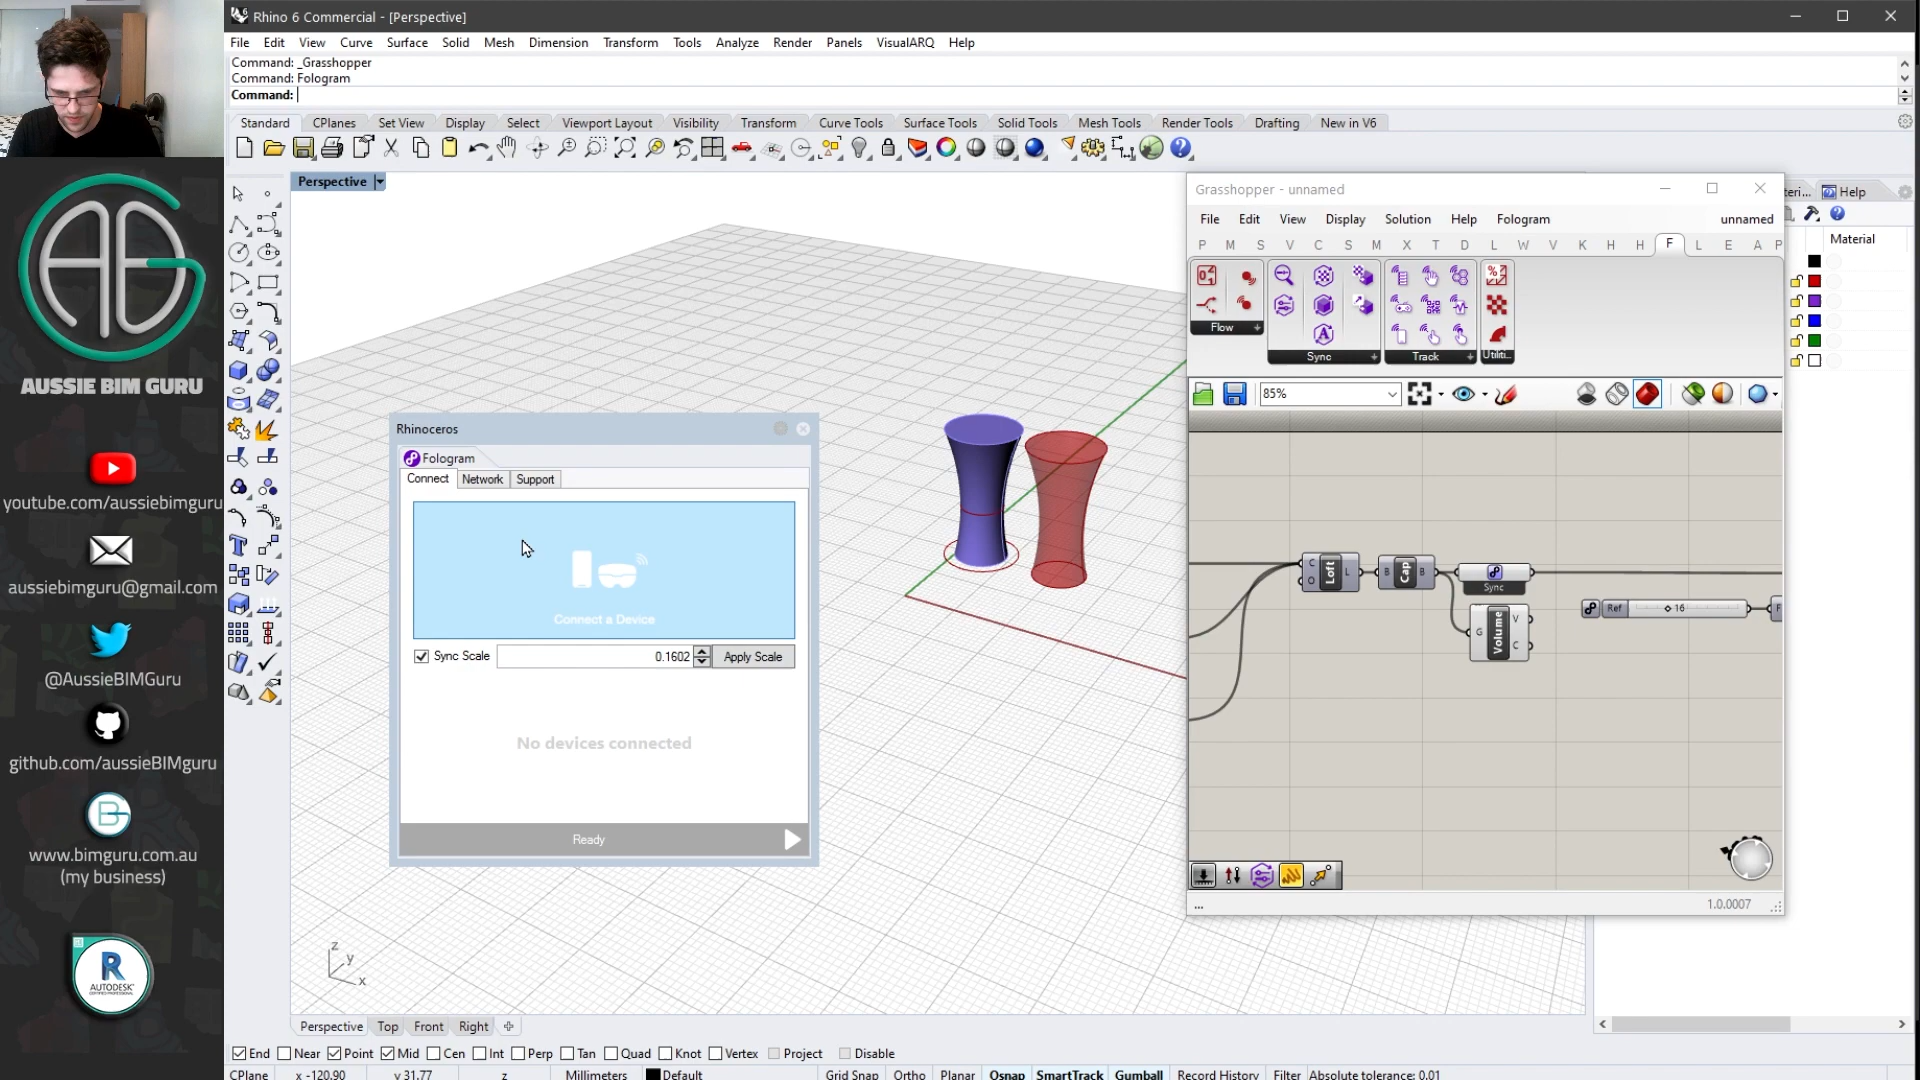 Rhino 6 Commercial - [Perspective]
File Edit View Curve Surface Solid Mesh Dimension Transform Tools Analyze Render Panels VisualARQ Help
Command: _Grasshopper
Command: Fologram
Command:
Standard CPlanes Set View Display Select Viewport Layout Visibility Transform Curve Tools Surface Tools Solid Tools Mesh Tools Render Tools Drafting New in V6
Perspective
AUSSIE BIM GURU
youtube.com/aussiebimguru
aussiebimguru@gmail.com
@AussieBIMGuru
github.com/aussieBIMguru
www.bimguru.com.au
(my business)
R
AUTODESK
CERTIFIED PROFESSIONAL
Rhinoceros
Fologram
Connect Network Support
Connect a Device
Sync Scale 0.1602 Apply Scale
No devices connected
Ready
Grasshopper - unnamed
File Edit View Display Solution Help Fologram unnamed
P M S V C S M X T D L W V K H H F L E A P
Flow Sync Track Utiliti...
85%
C O Loft L
B Cap B
Sync
G Volume V C
Ref 16 F
... 1.0.0007
teri... Help
Material
z
y
x
Perspective Top Front Right
End Near Point Mid Cen Int Perp Tan Quad Knot Vertex Project Disable
CPlane x -120.90 y 31.77 z Millimeters Default Grid Snap Ortho Planar Osnap SmartTrack Gumball Record History Filter Absolute tolerance: 0.01